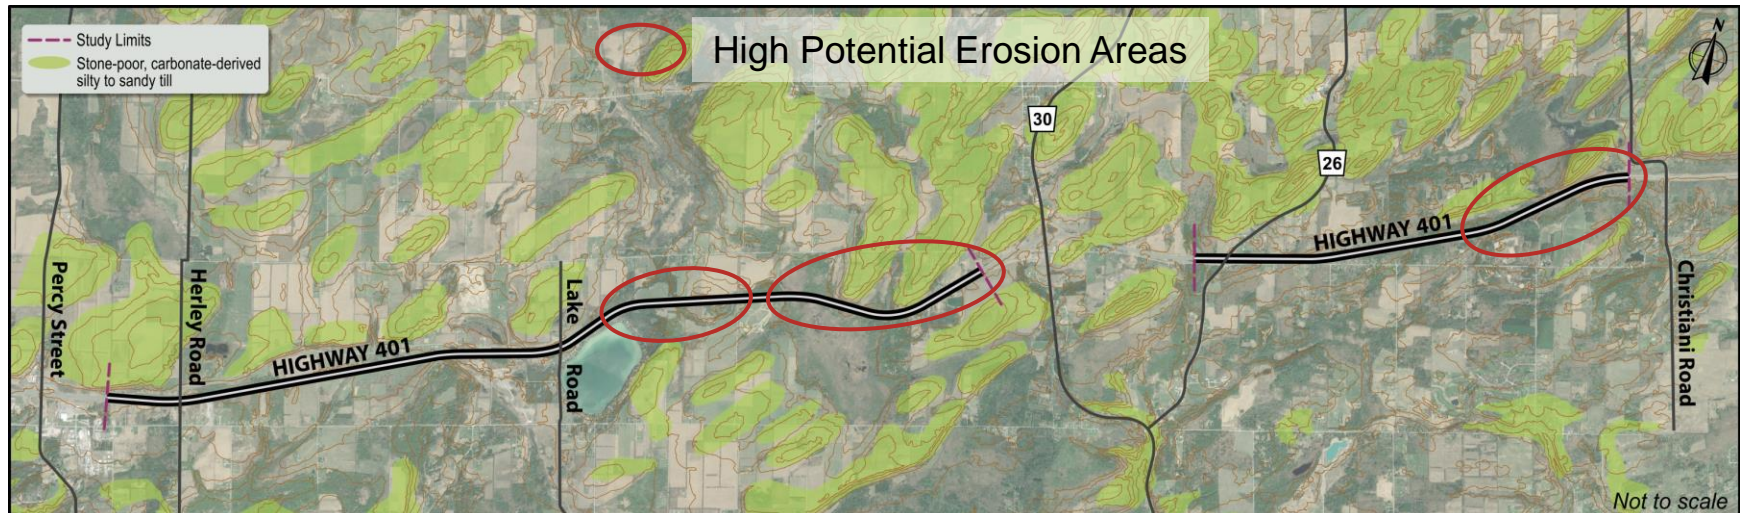 Study Limits
Stone-poor, carbonate-derived
silty to sandy till
High Potential Erosion Areas
N
30
26
HIGHWAY 401
HIGHWAY 401
Percy Street
Herley Road
Lake
Road
Christiani Road
Not to scale